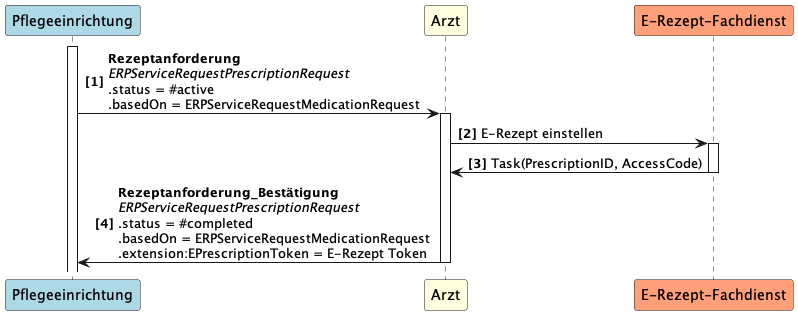 Pflegeeinrichtung
Arzt
E-Rezept-Fachdienst
Rezeptanforderung
ERPServiceRequestPrescriptionRequest
[1]
.status = #active
.basedOn = ERPServiceRequestMedicationRequest
[2] E-Rezept einstellen
[3] Task(PrescriptionID, AccessCode)
Rezeptanforderung_Bestätigung
ERPServiceRequestPrescriptionRequest
[4] .status = #completed
.basedOn = ERPServiceRequestMedicationRequest
.extension:EPrescriptionToken = E-Rezept Token
Pflegeeinrichtung
Arzt
E-Rezept-Fachdienst